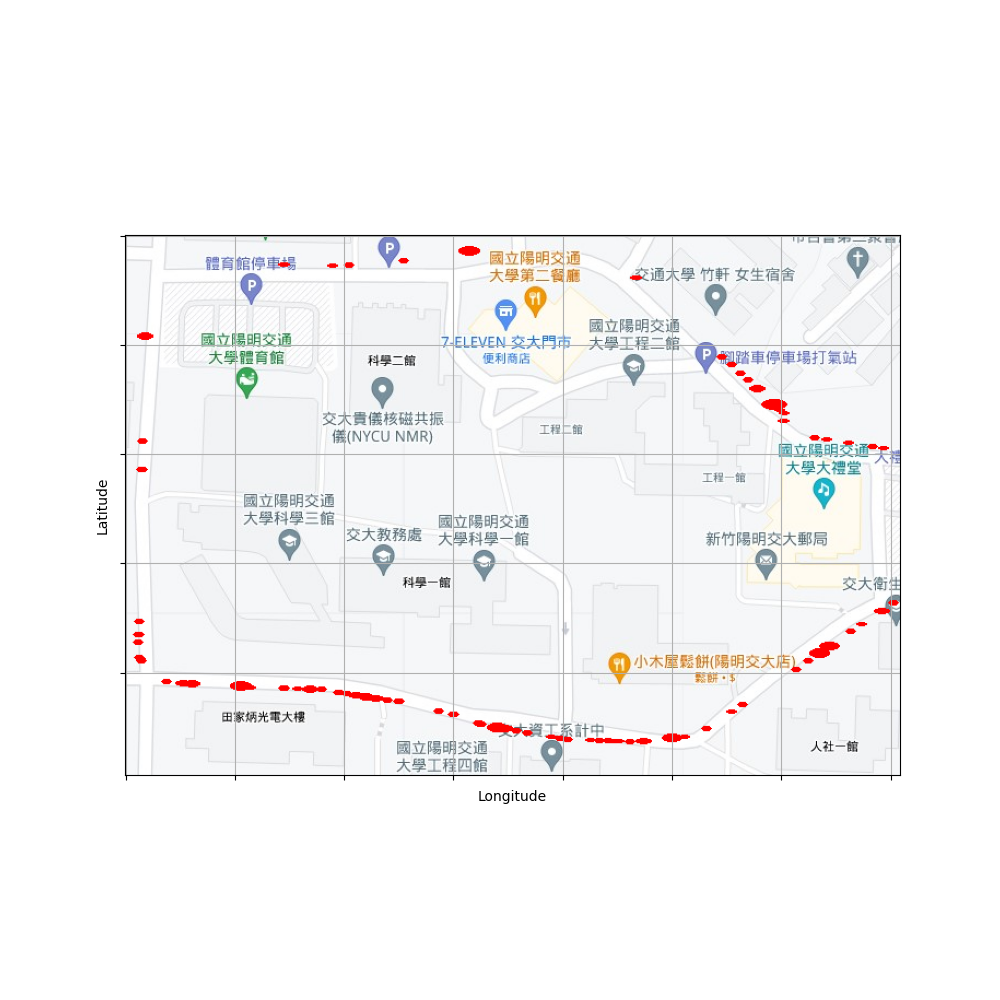 體育館停車場
國立陽明交通
大學第二餐廳
交通大學 竹軒 女生宿舍
國立陽明交通
大學體育館
7-ELEVEN 交大門市
便利商店
國立陽明交通
大學工程二館
腳踏車停車場打氣站
科學二館
交大貴儀核磁共振
儀(NYCU NMR)
工程二館
國立陽明交通
大學大禮堂
大禮
工程一館
國立陽明交通
大學科學三館
交大教務處
國立陽明交通
大學科學一館
新竹陽明交大郵局
科學一館
交大衛生
小木屋鬆餅(陽明交大店)
鬆餅 • $
田家炳光電大樓
交大資工系計中
國立陽明交通
大學工程四館
人社一館
Latitude
Longitude